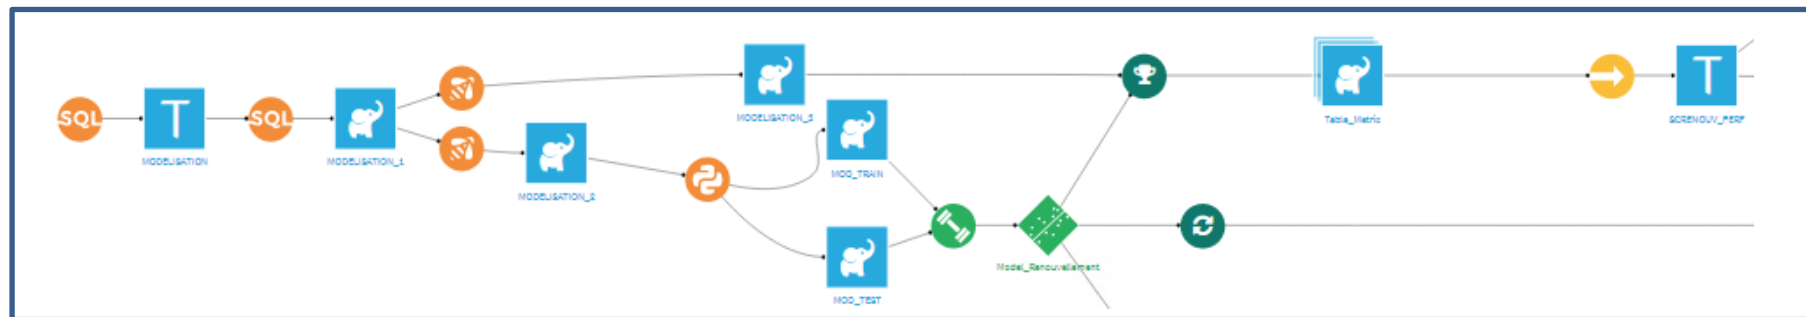 SQL
T
MODELISATION
SQL
MODELISATION_1
MODELISATION_2
MODELISATION_3
MOD_TRAIN
MOD_TEST
Model_Renouvellement
Table_Metric
T
SCRENOUV_PERF